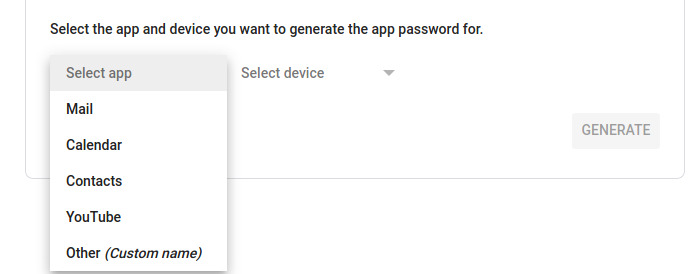 Select the app and device you want to generate the app password for.
Select app
Select device
Mail
Calendar
GENERATE
Contacts
YouTube
Other (Custom name)